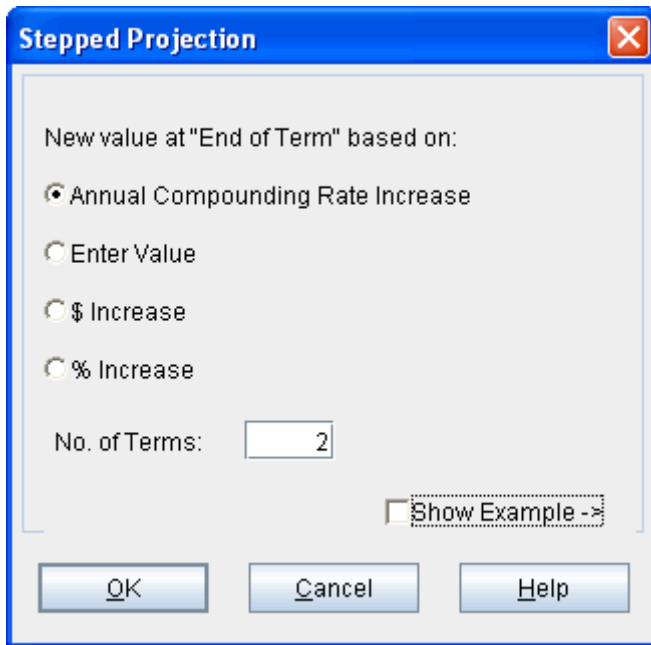 Stepped Projection
New value at "End of Term" based on:
Annual Compounding Rate Increase
Enter Value
$ Increase
% Increase
No. of Terms: 2
Show Example ->
OK Cancel Help